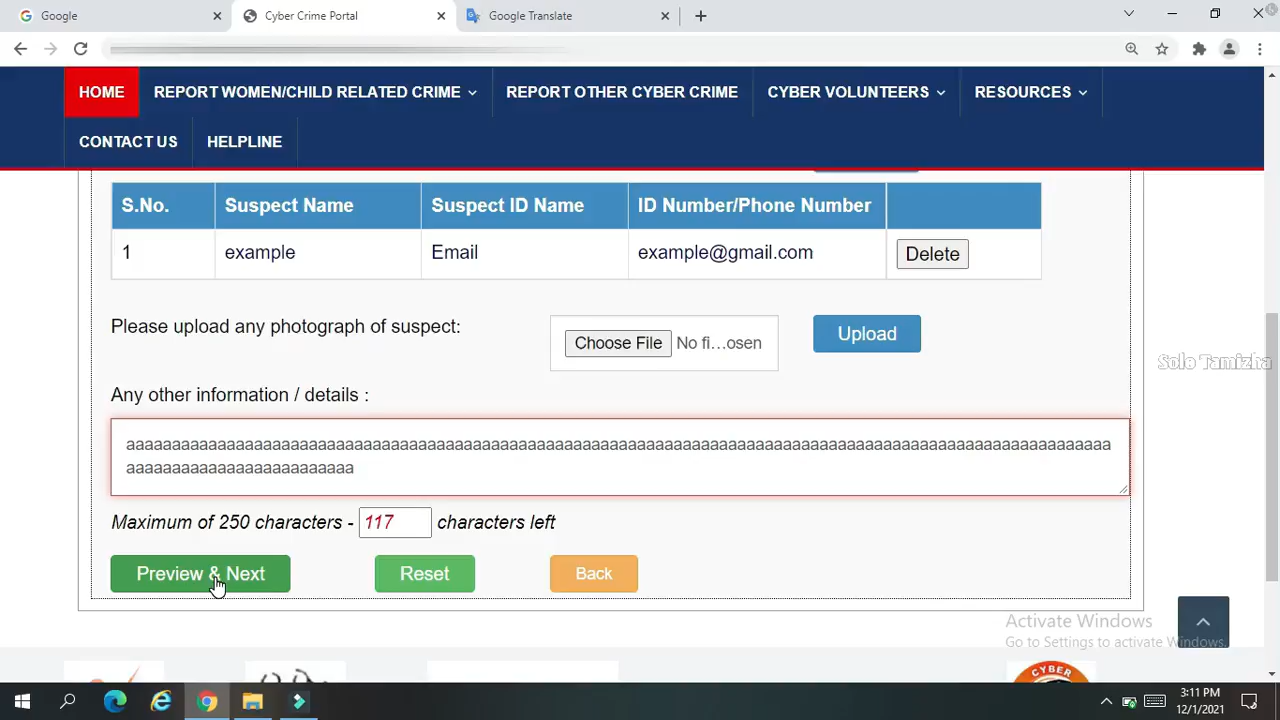 Google
Cyber Crime Portal
Google Translate
HOME
REPORT WOMEN/CHILD RELATED CRIME
REPORT OTHER CYBER CRIME
CYBER VOLUNTEERS
RESOURCES
CONTACT US
HELPLINE
S.No. Suspect Name Suspect ID Name ID Number/Phone Number
1 example Email example@gmail.com Delete
Please upload any photograph of suspect: Choose File No fi...osen Upload
Solo Tamizha
Any other information / details :
aaaaaaaaaaaaaaaaaaaaaaaaaaaaaaaaaaaaaaaaaaaaaaaaaaaaaaaaaaaaaaaaaaaaaaaaaaaaaaaaaaaaaaaaaaaaaaaaaaaaaaaaaaaa
aaaaaaaaaaaaaaaaaaaaaaaaa
Maximum of 250 characters - 117 characters left
Preview & Next Reset Back
Activate Windows
Go to Settings to activate Windows.
CYBER
3:11 PM
12/1/2021